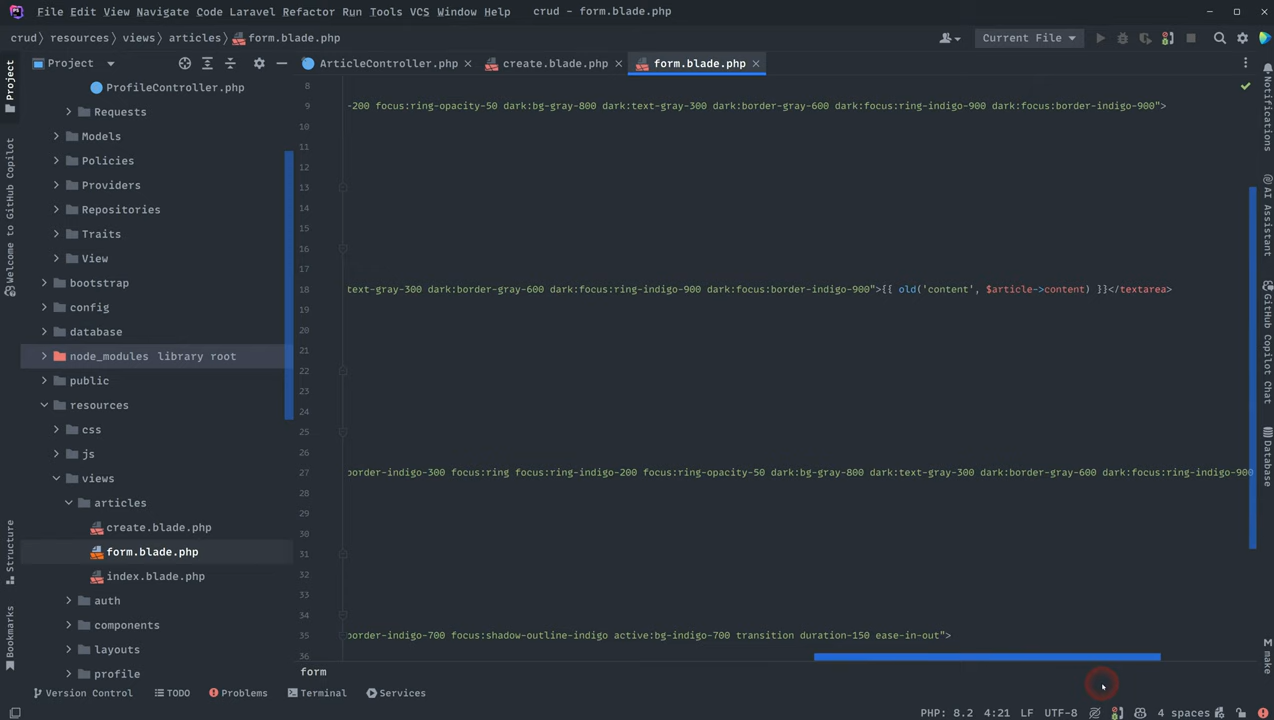 File Edit View Navigate Code Laravel Refactor Run Tools VCS Window Help crud – form.blade.php
crud resources views articles form.blade.php Current File
Project ArticleController.php create.blade.php form.blade.php
ProfileController.php
Requests
Models
Policies
Providers
Repositories
Traits
View
bootstrap
config
database
node_modules library root
public
resources
css
js
views
articles
create.blade.php
form.blade.php
index.blade.php
auth
components
layouts
profile
8
9 -200 focus:ring-opacity-50 dark:bg-gray-800 dark:text-gray-300 dark:border-gray-600 dark:focus:ring-indigo-900 dark:focus:border-indigo-900">
10
11
12
13
14
15
16
17
18 text-gray-300 dark:border-gray-600 dark:focus:ring-indigo-900 dark:focus:border-indigo-900">{{ old('content', $article->content) }}</textarea>
19
20
21
22
23
24
25
26
27 border-indigo-300 focus:ring focus:ring-indigo-200 focus:ring-opacity-50 dark:bg-gray-800 dark:text-gray-300 dark:border-gray-600 dark:focus:ring-indigo-900
28
29
30
31
32
33
34
35 border-indigo-700 focus:shadow-outline-indigo active:bg-indigo-700 transition duration-150 ease-in-out">
36
form
Version Control TODO Problems Terminal Services
PHP: 8.2 4:21 LF UTF-8 4 spaces
Project
Welcome to GitHub Copilot
Structure
Bookmarks
Notifications
AI Assistant
GitHub Copilot Chat
Database
make